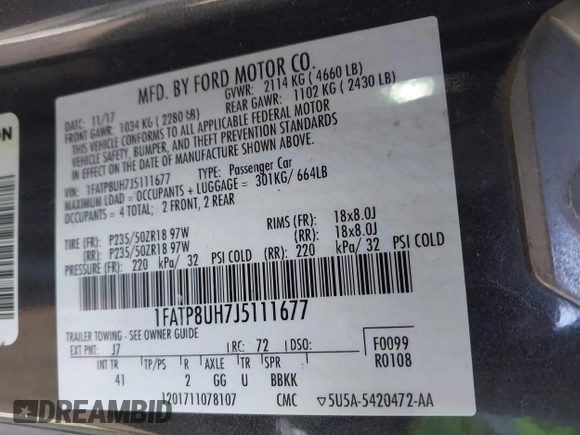 MFD. BY FORD MOTOR CO.
DATE: 11/17 GVWR: 2114 KG ( 4660 LB)
FRONT GAWR: 1034 KG ( 2280 LB) REAR GAWR: 1102 KG ( 2430 LB)
THIS VEHICLE CONFORMS TO ALL APPLICABLE FEDERAL MOTOR
VEHICLE SAFETY, BUMPER, AND THEFT PREVENTION STANDARDS
IN EFFECT ON THE DATE OF MANUFACTURE SHOWN ABOVE.
VIN: 1FATP8UH7J5111677 TYPE: Passenger Car
MAXIMUM LOAD = OCCUPANTS + LUGGAGE = 301KG/ 664LB
OCCUPANTS = 4 TOTAL; 2 FRONT, 2 REAR
TIRE (FR): P235/50ZR18 97W RIMS (FR): 18x8.0J
(RR): P235/50ZR18 97W (RR): 18x8.0J
PRESSURE (FR): 220 kPa/ 32 PSI COLD (RR): 220 kPa/ 32 PSI COLD
1FATP8UH7J5111677
TRAILER TOWING - SEE OWNER GUIDE
EXT PNT: J7 RC: 72 DSO: F0099
INT TR TP/PS R AXLE TR SPR R0108
41 2 GG U BBKK
1201711078107 CMC ▽5U5A-5420472-AA
ON
DREAMBID